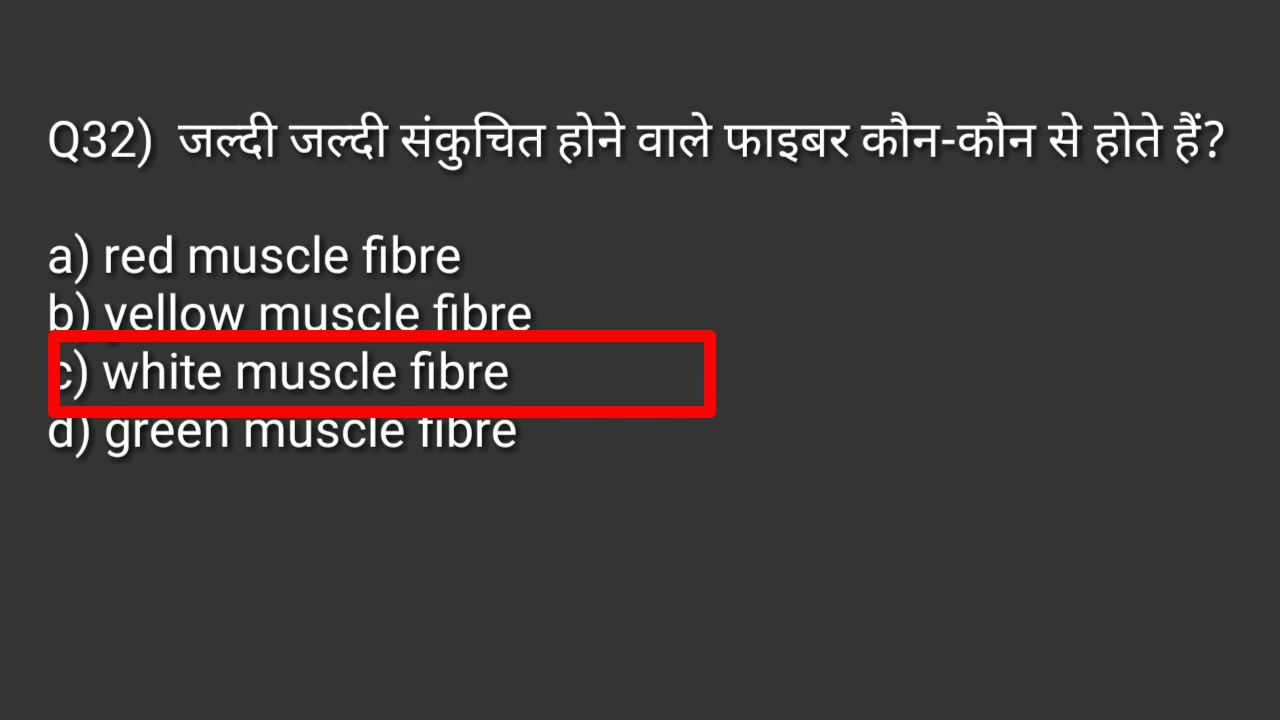 Q32) जल्दी जल्दी संकुचित होने वाले फाइबर कौन-कौन से होते हैं?
a) red muscle fibre
b) yellow muscle fibre
c) white muscle fibre
d) green muscle fibre